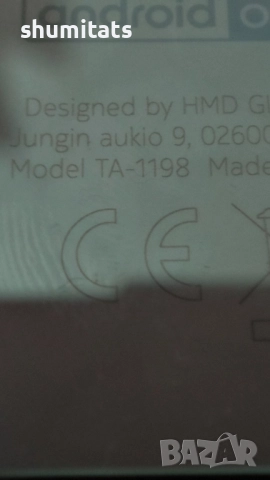 shumitats
android
Designed by HMD
Jungin aukio 9, 02600
Model TA-1198 Made
CE
BAZAR